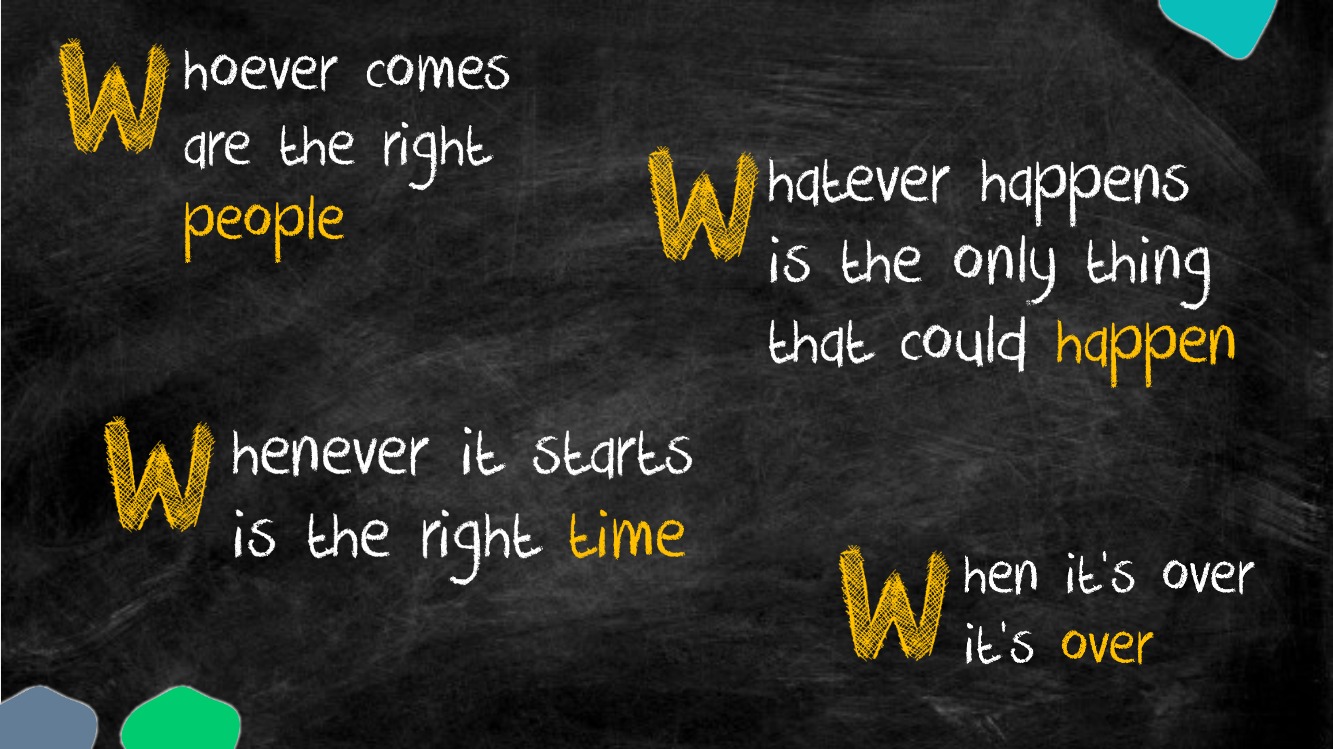 Whoever comes
are the right
people
Whatever happens
is the only thing
that could happen
Whenever it starts
is the right time
When it's over
it's over